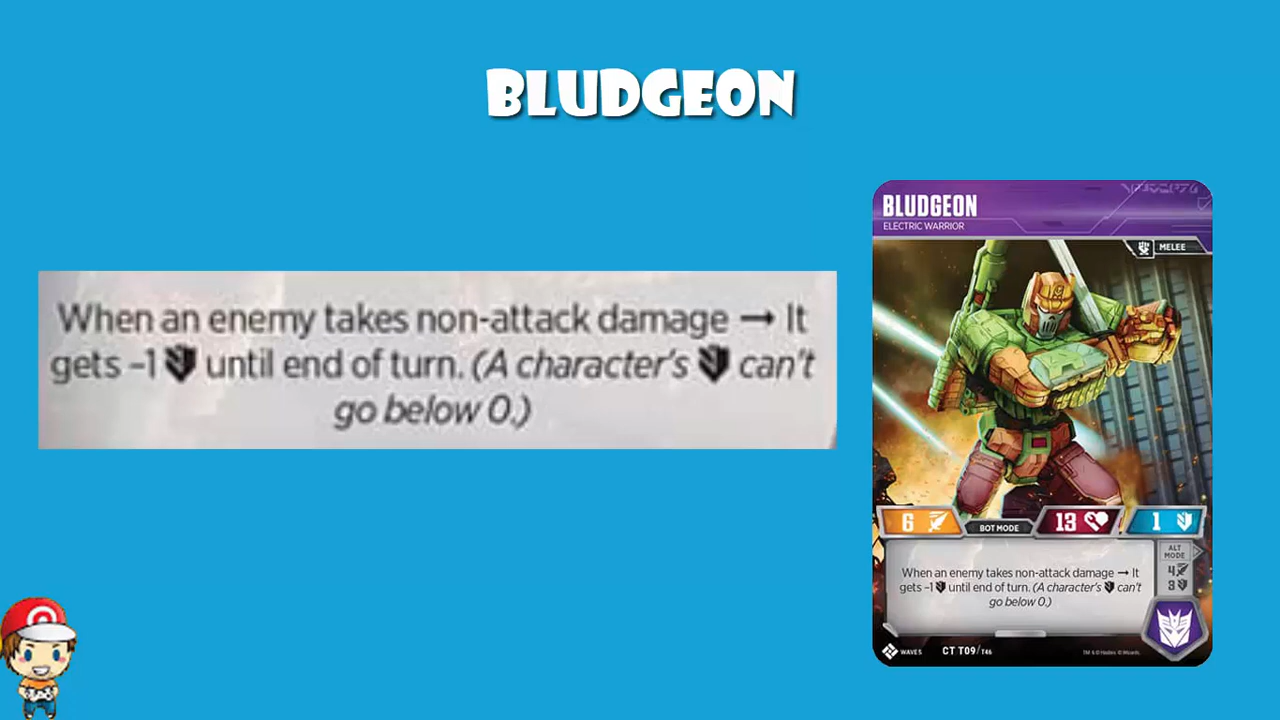 BLUDGEON
When an enemy takes non-attack damage → It
gets -1 until end of turn. (A character's can't
go below 0.)
BLUDGEON
ELECTRIC WARRIOR
MELEE
6
BOT MODE
13
1
When an enemy takes non-attack damage → It
gets -1 until end of turn. (A character's can't
go below 0.)
ALT
MODE
4
3
CT T09/T46